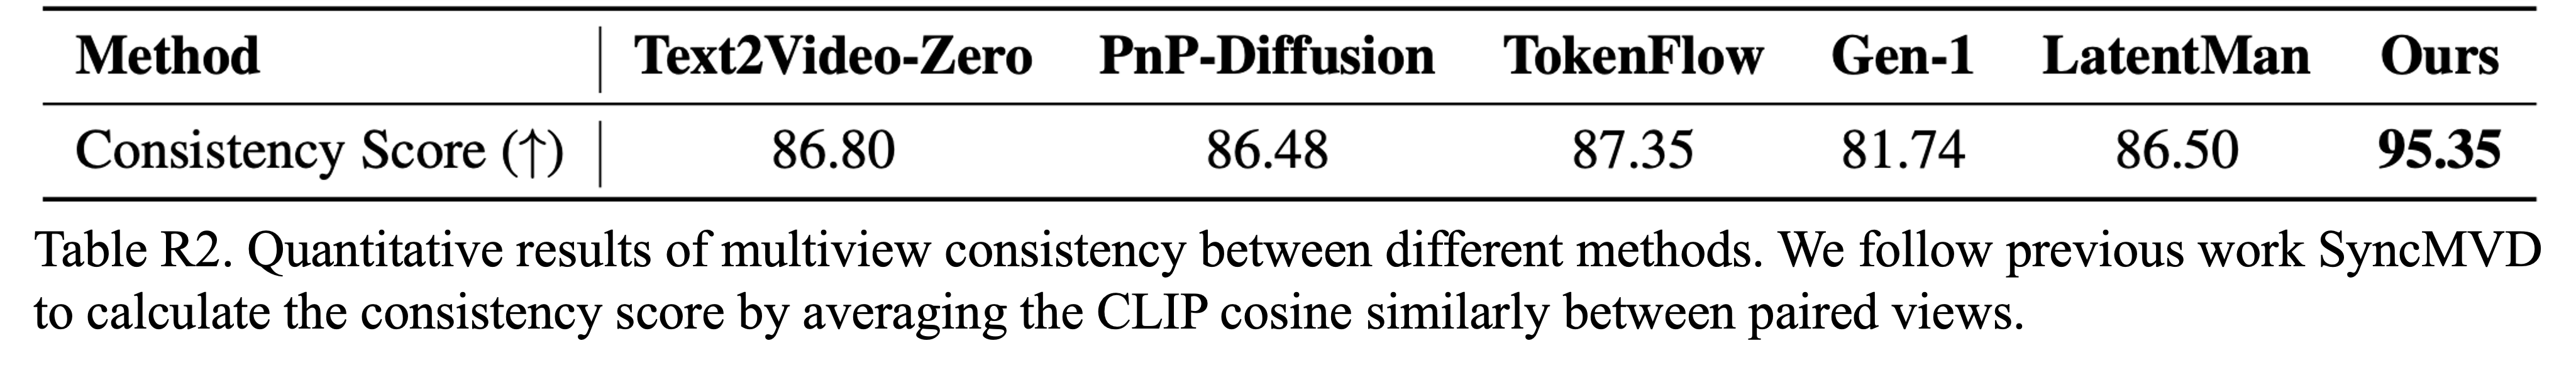 Method Text2Video-Zero PnP-Diffusion TokenFlow Gen-1 LatentMan Ours
Consistency Score (↑) 86.80 86.48 87.35 81.74 86.50 95.35
Table R2. Quantitative results of multiview consistency between different methods. We follow previous work SyncMVD
to calculate the consistency score by averaging the CLIP cosine similarly between paired views.